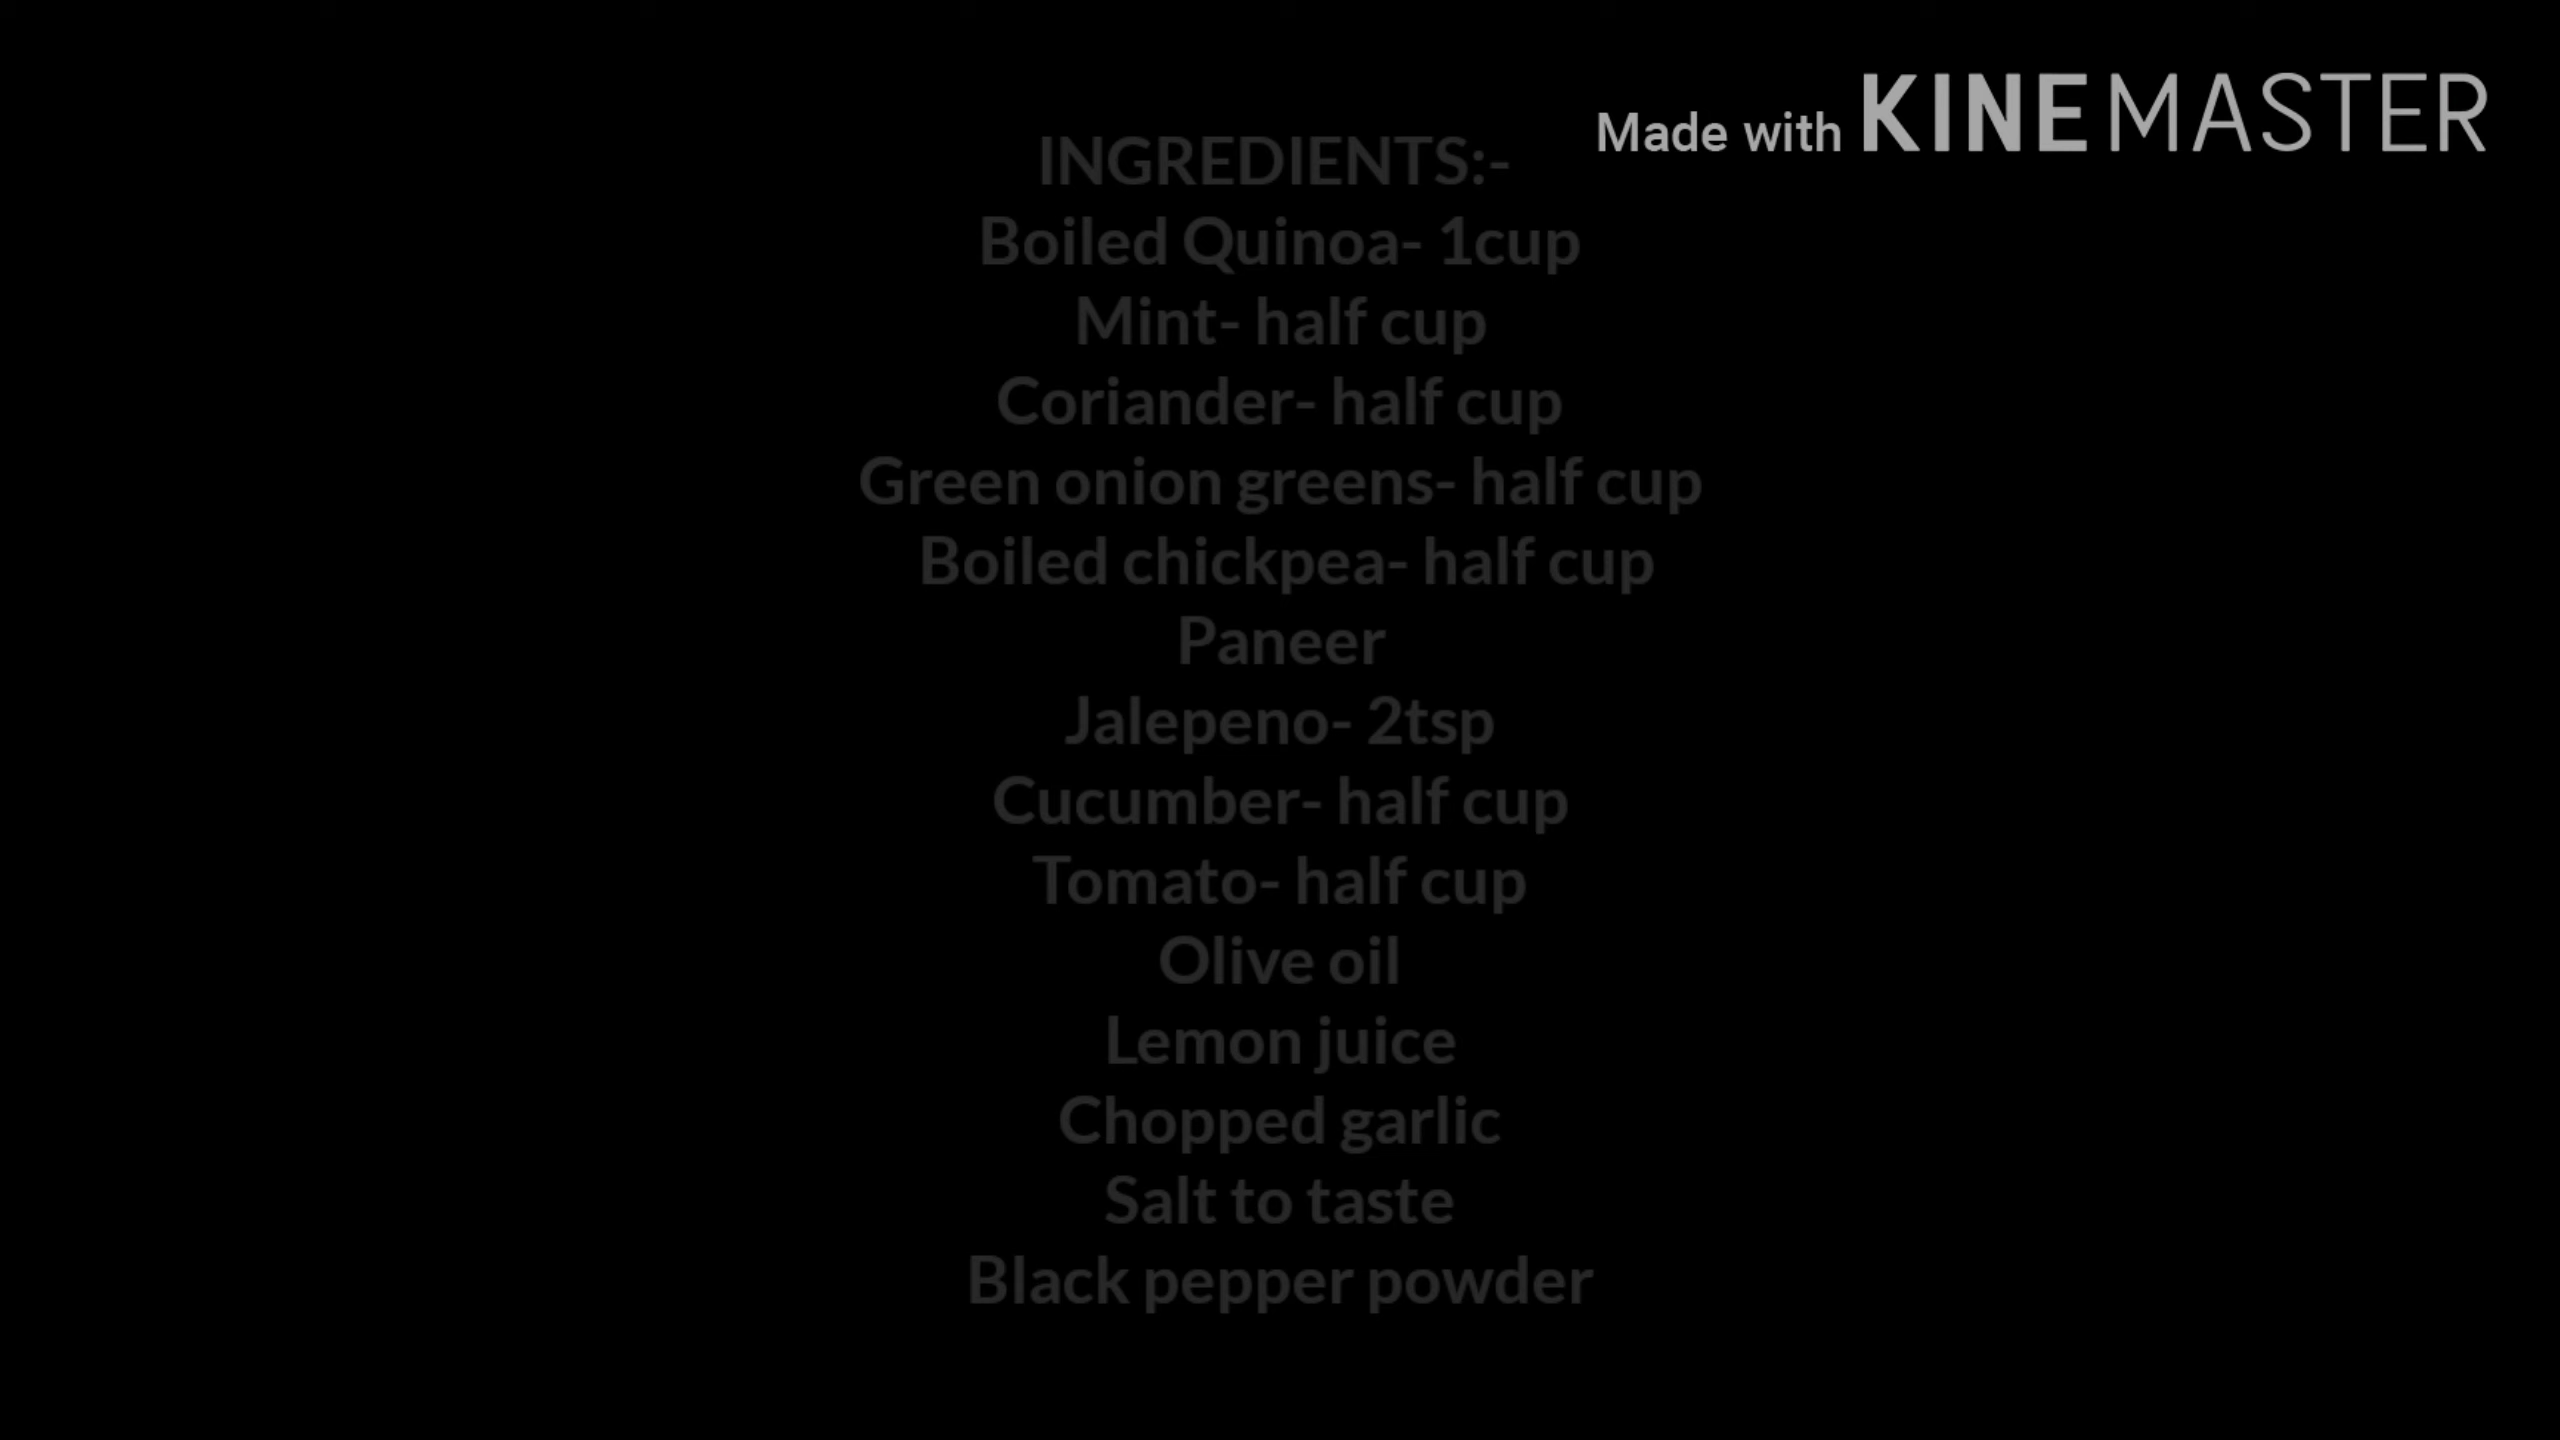 Made with KINEMASTER
INGREDIENTS:-
Boiled Quinoa- 1cup
Mint- half cup
Coriander- half cup
Green onion greens- half cup
Boiled chickpea- half cup
Paneer
Jalepeno- 2tsp
Cucumber- half cup
Tomato- half cup
Olive oil
Lemon juice
Chopped garlic
Salt to taste
Black pepper powder